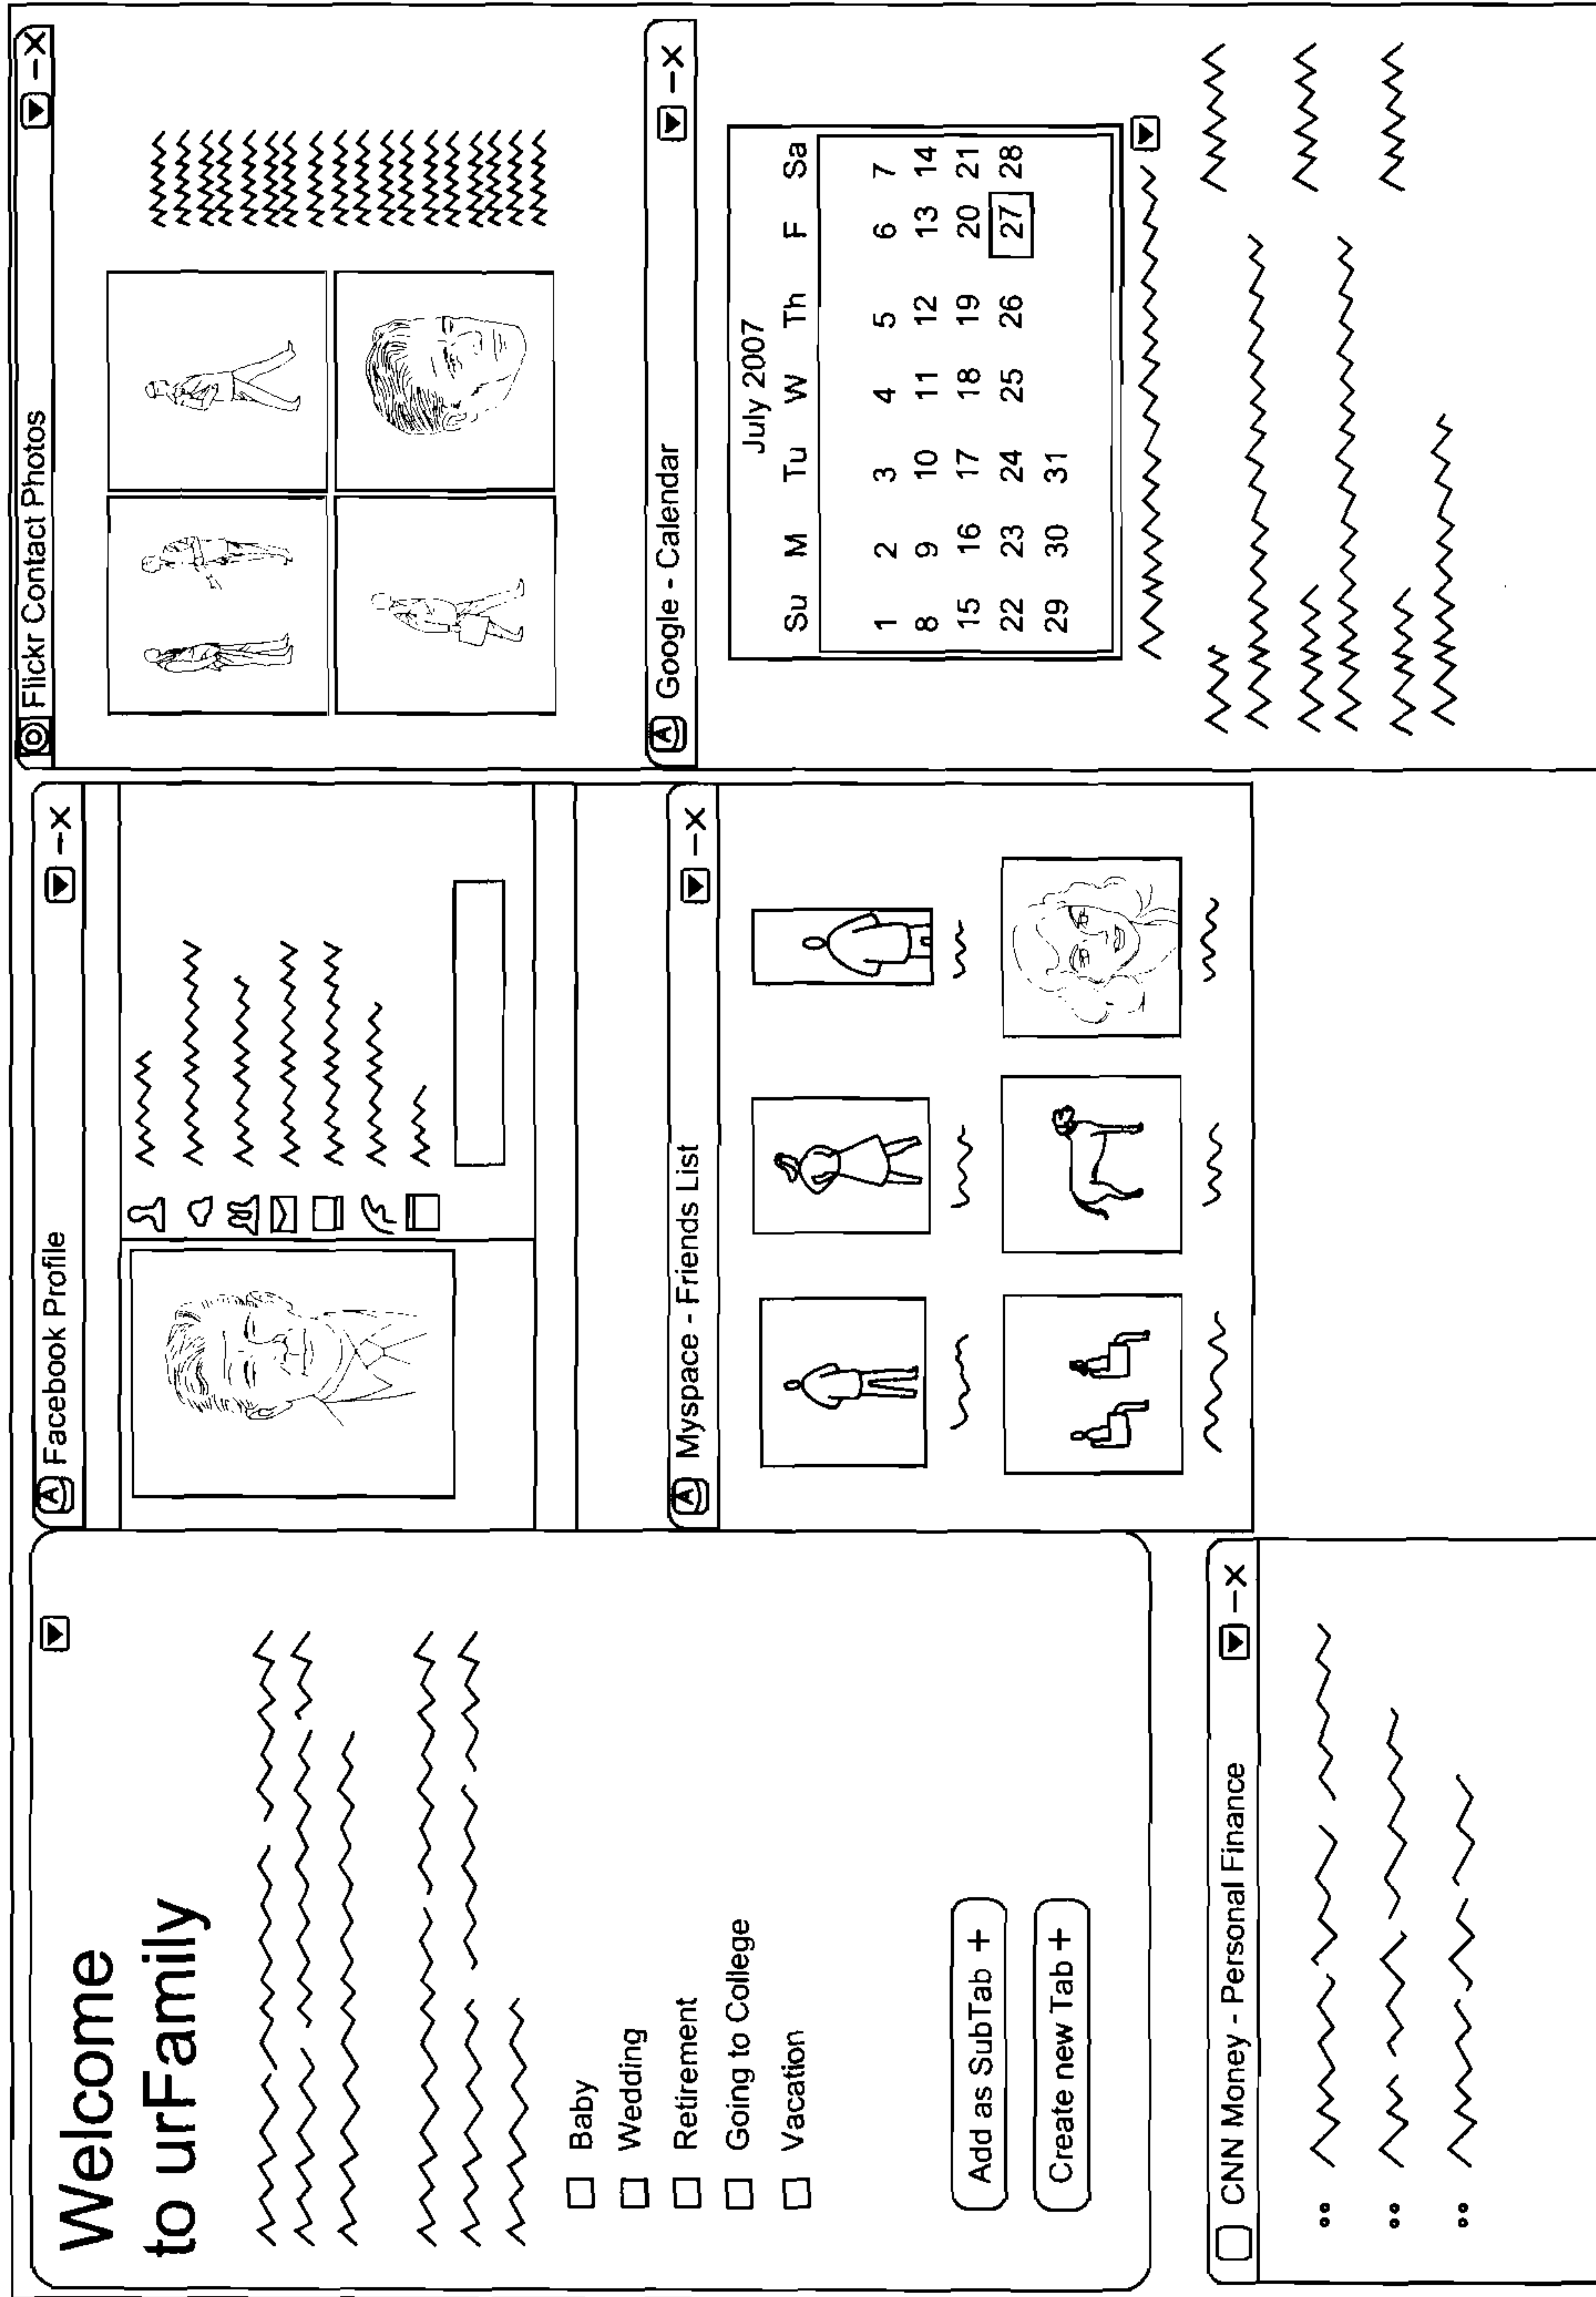 Welcome
to urFamily
Baby
Wedding
Retirement
Going to College
Vacation
Add as SubTab +
Create new Tab +
CNN Money - Personal Finance
–X
A Facebook Profile
–X
A Myspace - Friends List
–X
Flickr Contact Photos
–X
A Google - Calendar
–X
July 2007
Su M Tu W Th F Sa
1 2 3 4 5 6 7
8 9 10 11 12 13 14
15 16 17 18 19 20 21
22 23 24 25 26 27 28
29 30 31